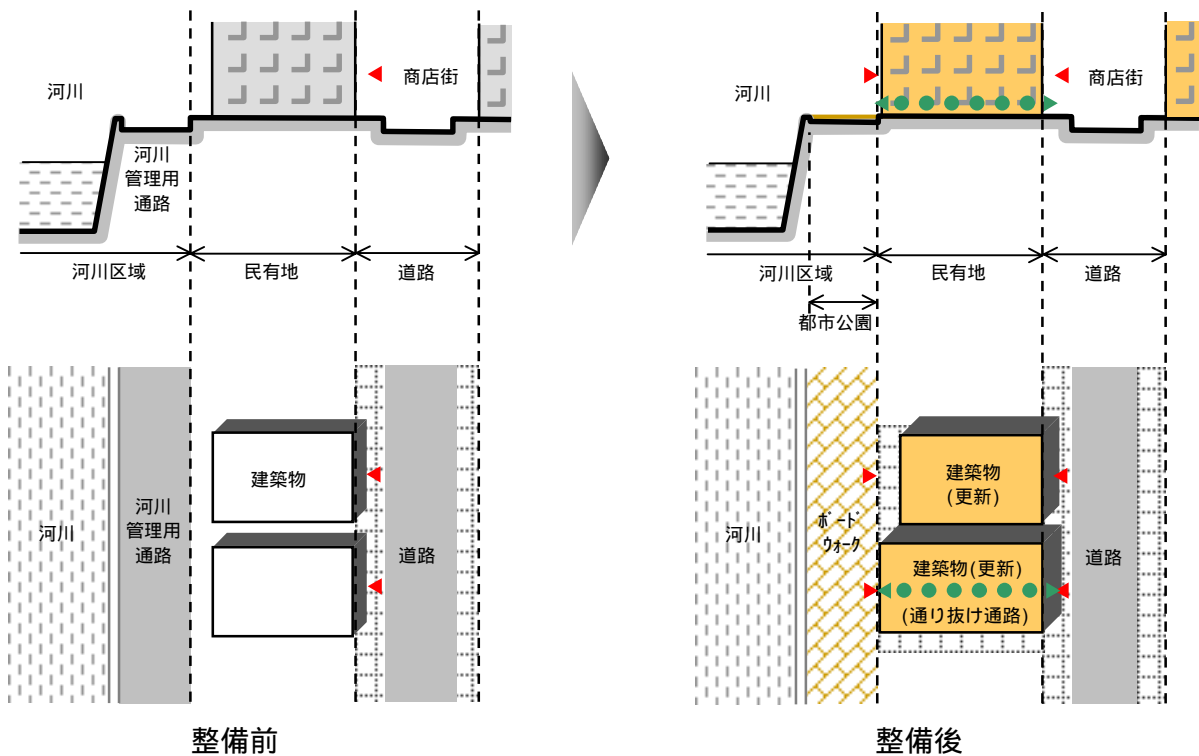 河川
商店街
河川
管理用
通路
河川区域
民有地
道路
河川
商店街
河川区域
民有地
道路
都市公園
河川
河川
管理用
通路
建築物
道路
整備前
河川
ﾎﾞｰﾄﾞ
ｳｫｰｸ
建築物
(更新)
建築物(更新)
(通り抜け通路)
道路
整備後